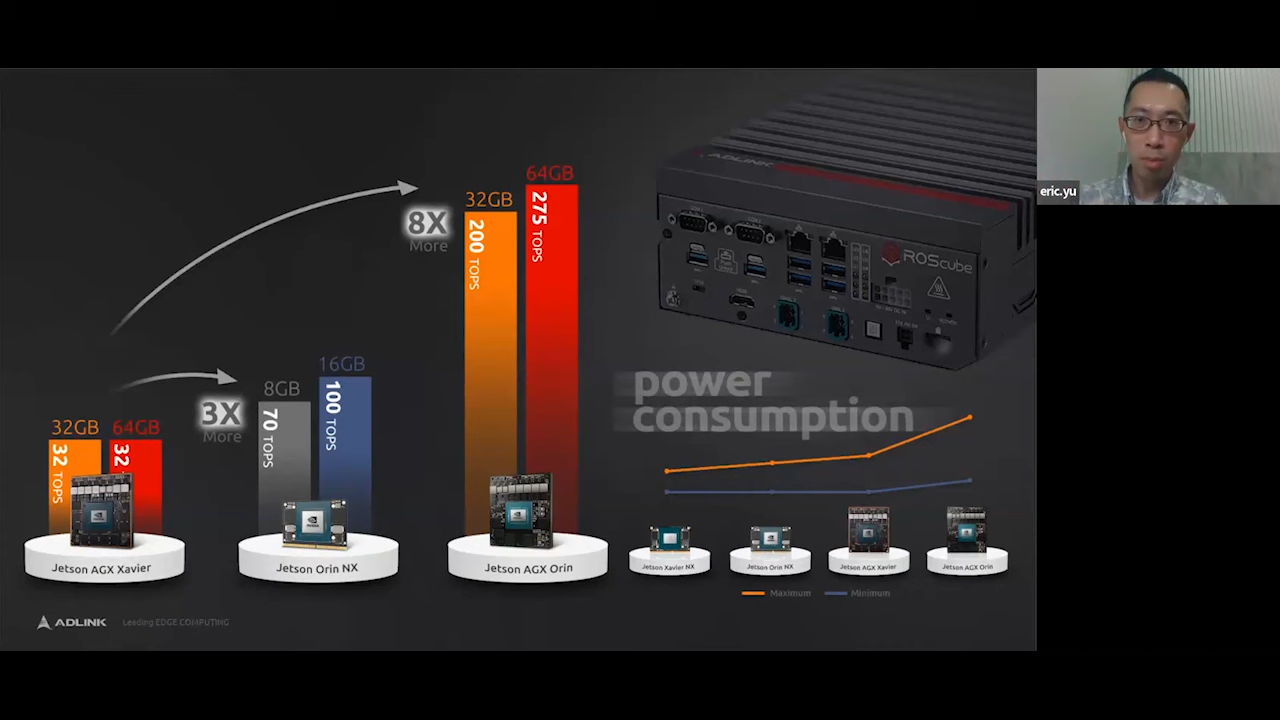 64GB
275 TOPS
32GB
200 TOPS
8X
More
16GB
100 TOPS
8GB
70 TOPS
3X
More
32GB
64GB
32 TOPS
32
Jetson AGX Xavier
Jetson Orin NX
Jetson AGX Orin
ADLINK
ROScube
power
consumption
Jetson Xavier NX
Jetson Orin NX
Jetson AGX Xavier
Jetson AGX Orin
Maximum
Minimum
ADLINK
Leading EDGE COMPUTING
eric.yu